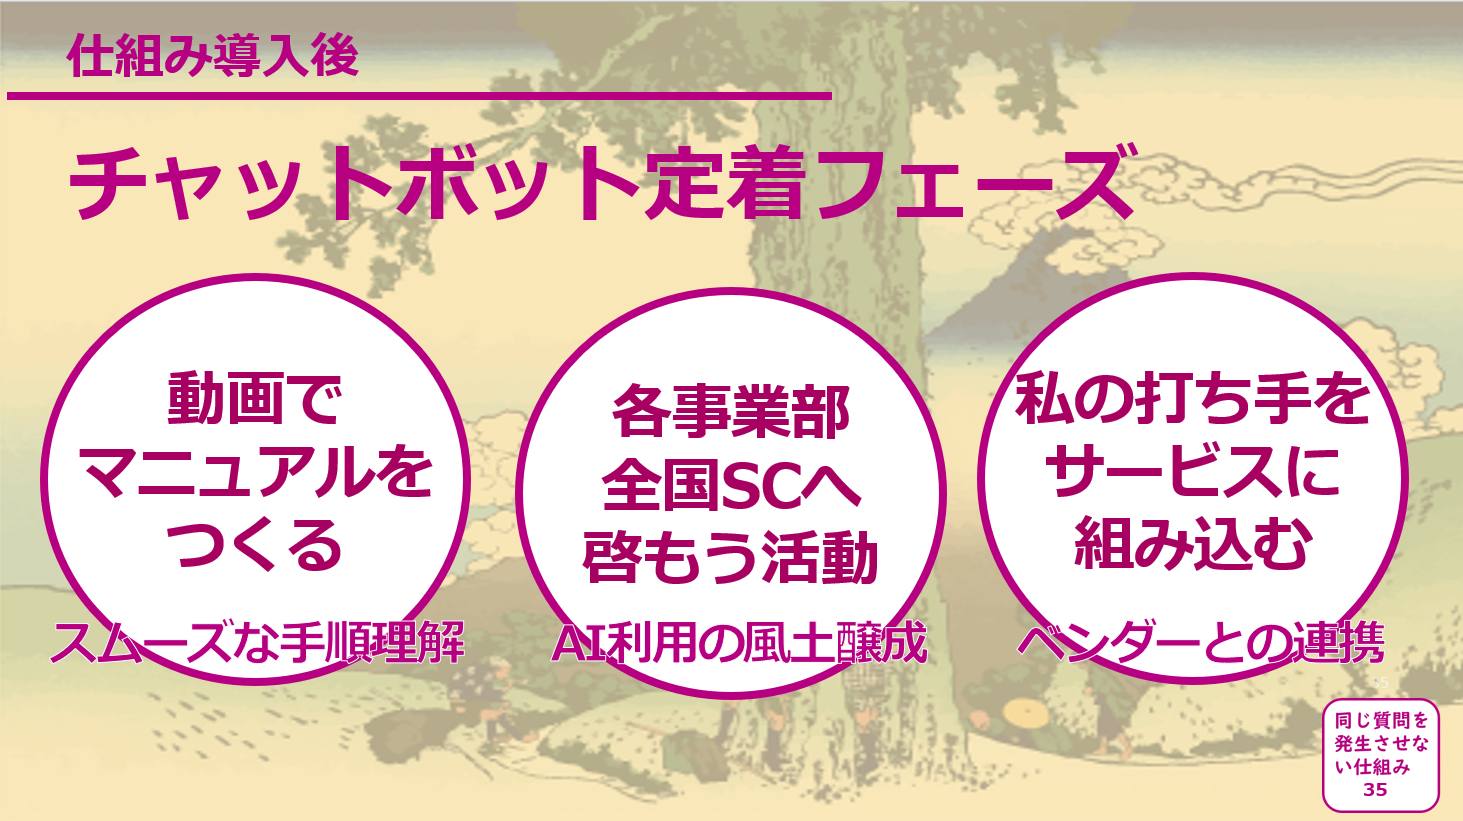 仕組み導入後
チャットボット定着フェーズ
動画で
マニュアルを
つくる
スムーズな手順理解
各事業部
全国SCへ
啓もう活動
AI利用の風土醸成
私の打ち手を
サービスに
組み込む
ベンダーとの連携
同じ質問を
発生させな
い仕組み
35